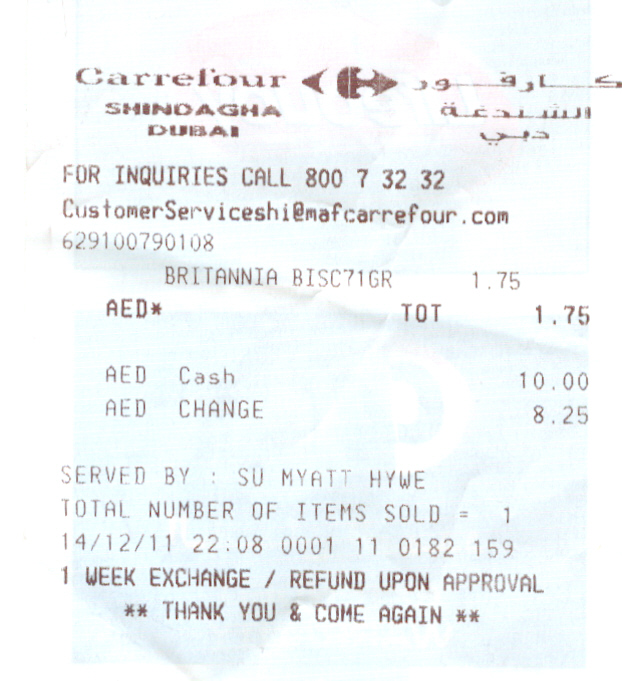 Carrefour كارفور
SHINDAGHA الشندغة
DUBAI دبي
FOR INQUIRIES CALL 800 7 32 32
CustomerServiceshi@mafcarrefour.com
629100790108
BRITANNIA BISC71GR 1.75
AED* TOT 1.75
AED Cash 10.00
AED CHANGE 8.25
SERVED BY : SU MYATT HYWE
TOTAL NUMBER OF ITEMS SOLD = 1
14/12/11 22:08 0001 11 0182 159
1 WEEK EXCHANGE / REFUND UPON APPROVAL
** THANK YOU & COME AGAIN **